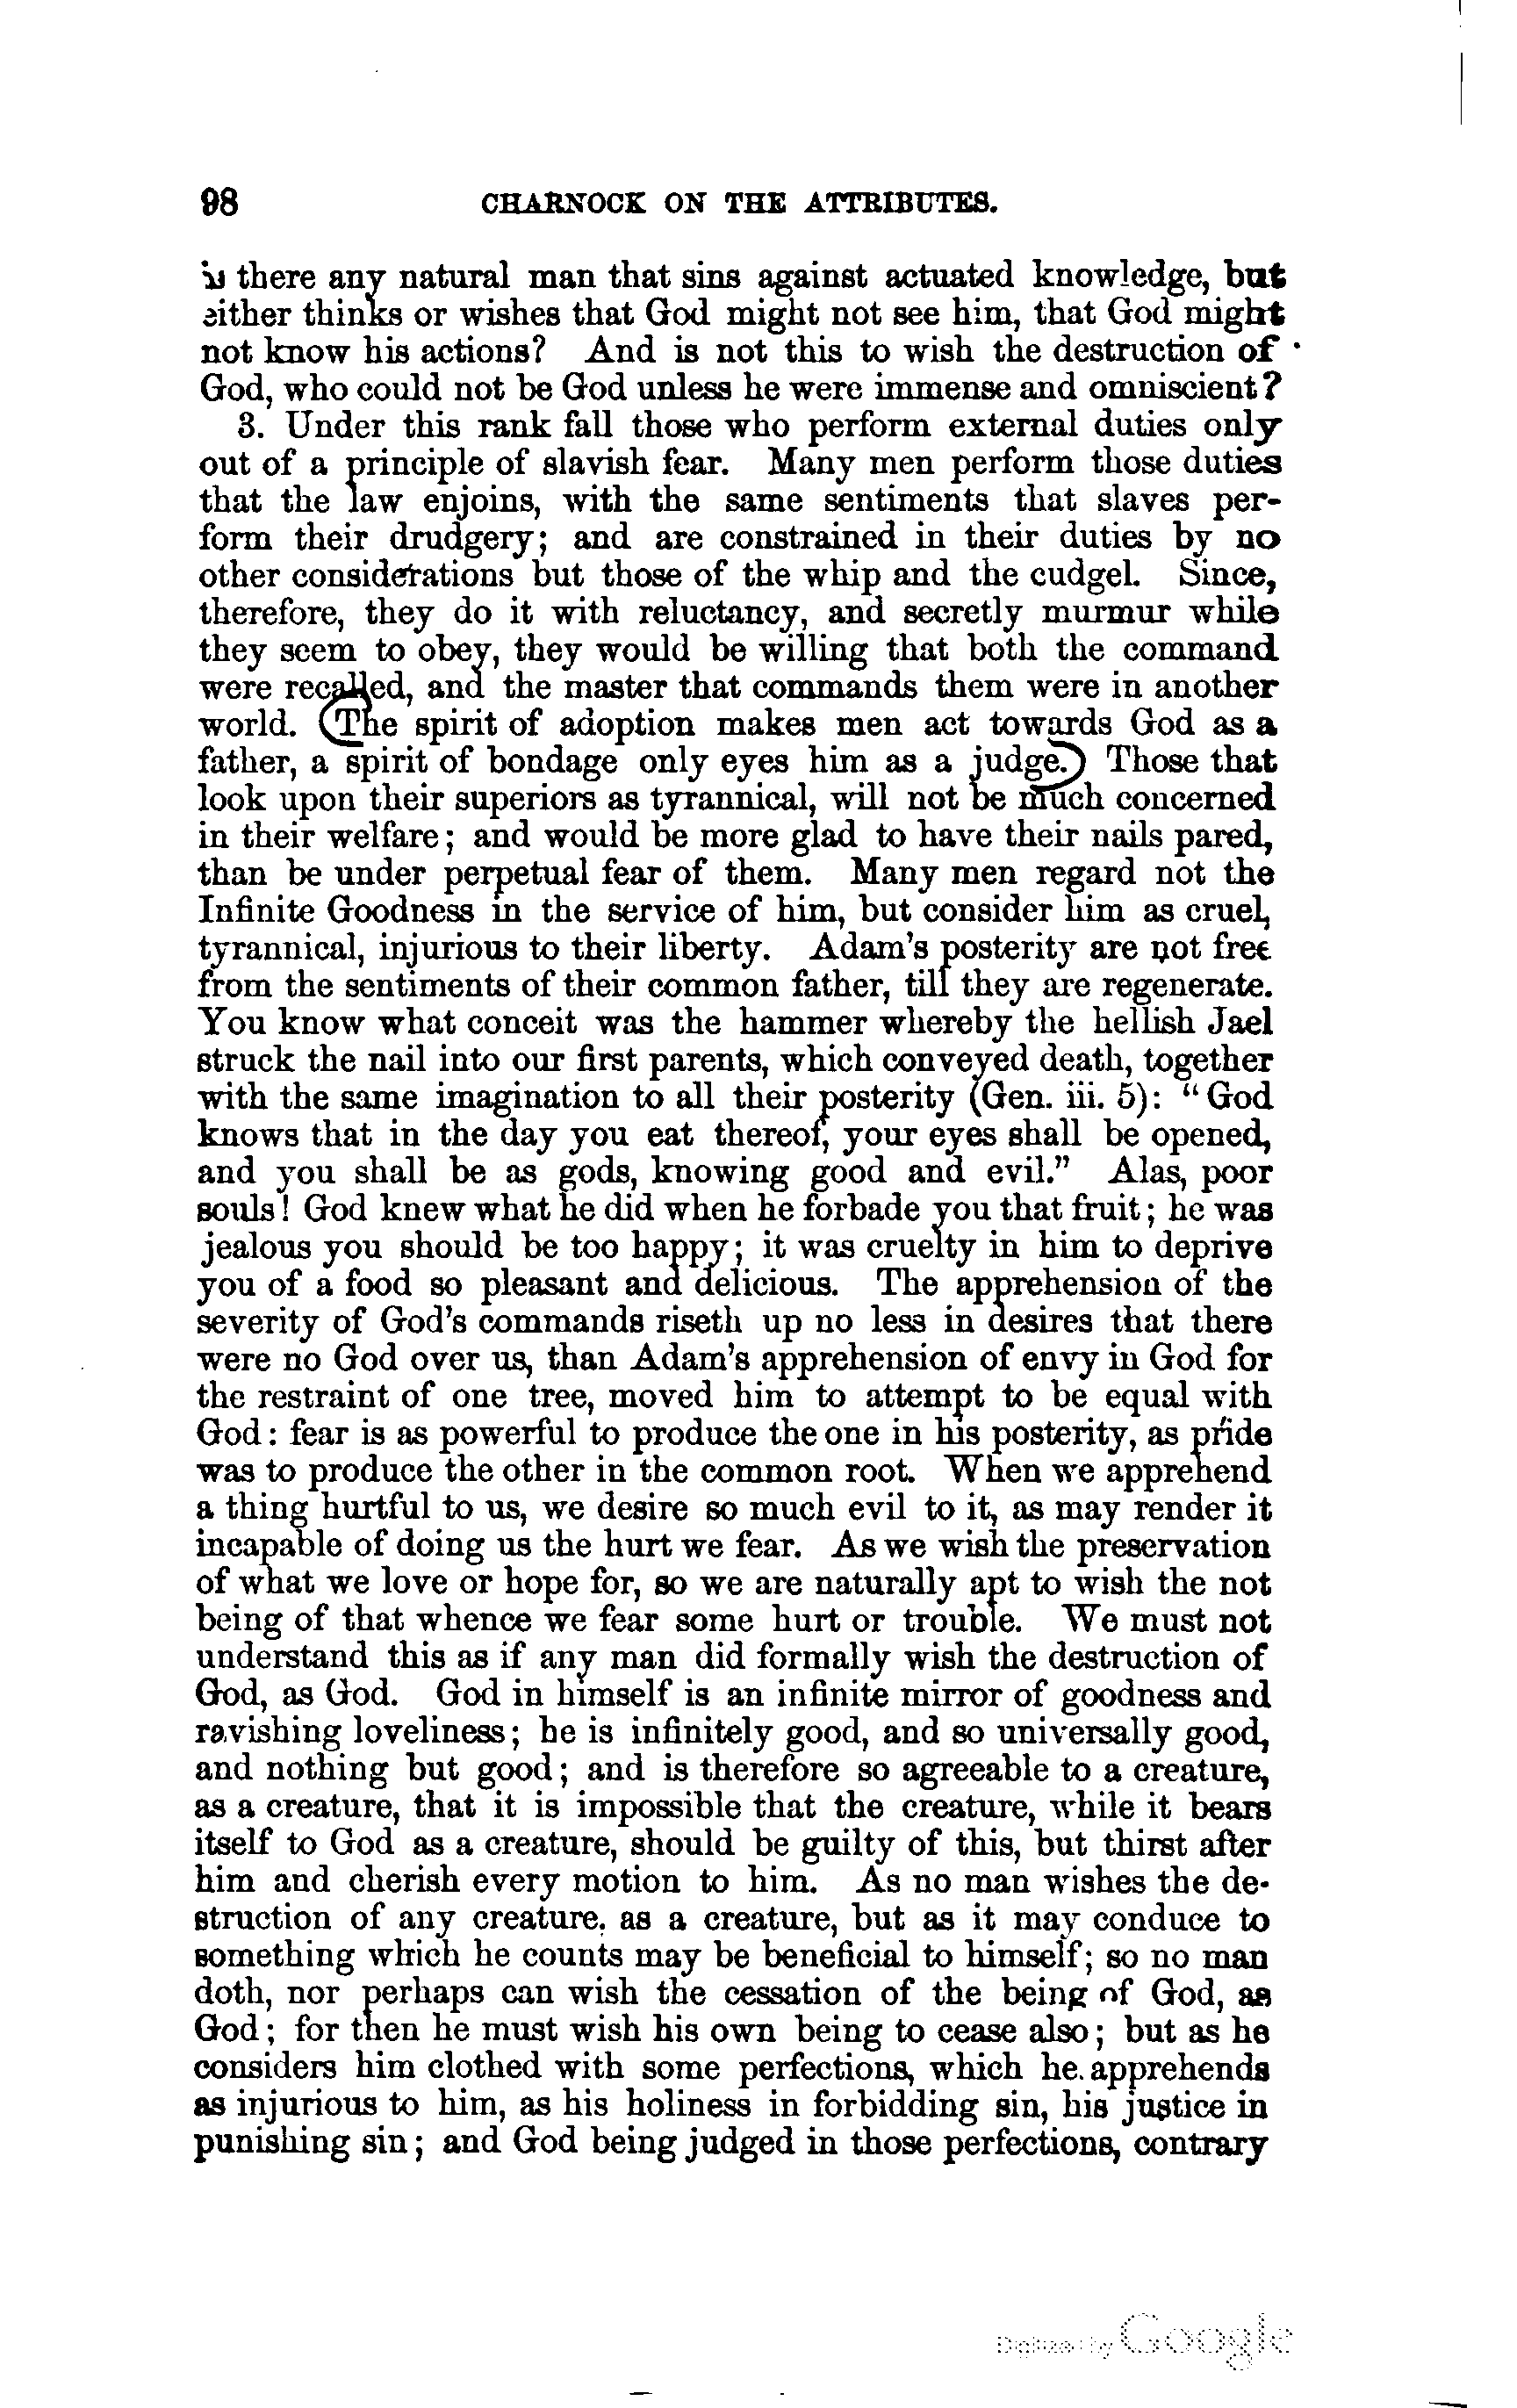 98 CHARNOCK ON THE ATTRIBUTES.
is there any natural man that sins against actuated knowledge, but
either thinks or wishes that God might not see him, that God might
not know his actions? And is not this to wish the destruction of
God, who could not be God unless he were immense and omniscient?
3. Under this rank fall those who perform external duties only
out of a principle of slavish fear. Many men perform those duties
that the law enjoins, with the same sentiments that slaves per-
form their drudgery; and are constrained in their duties by no
other considerations but those of the whip and the cudgel. Since,
therefore, they do it with reluctancy, and secretly murmur while
they seem to obey, they would be willing that both the command
were recalled, and the master that commands them were in another
world. (The spirit of adoption makes men act towards God as a
father, a spirit of bondage only eyes him as a judge.) Those that
look upon their superiors as tyrannical, will not be much concerned
in their welfare; and would be more glad to have their nails pared,
than be under perpetual fear of them. Many men regard not the
Infinite Goodness in the service of him, but consider him as cruel,
tyrannical, injurious to their liberty. Adam's posterity are not free
from the sentiments of their common father, till they are regenerate.
You know what conceit was the hammer whereby the hellish Jael
struck the nail into our first parents, which conveyed death, together
with the same imagination to all their posterity (Gen. iii. 5): "God
knows that in the day you eat thereof, your eyes shall be opened,
and you shall be as gods, knowing good and evil." Alas, poor
souls! God knew what he did when he forbade you that fruit; he was
jealous you should be too happy; it was cruelty in him to deprive
you of a food so pleasant and delicious. The apprehension of the
severity of God's commands riseth up no less in desires that there
were no God over us, than Adam's apprehension of envy in God for
the restraint of one tree, moved him to attempt to be equal with
God: fear is as powerful to produce the one in his posterity, as pride
was to produce the other in the common root. When we apprehend
a thing hurtful to us, we desire so much evil to it, as may render it
incapable of doing us the hurt we fear. As we wish the preservation
of what we love or hope for, so we are naturally apt to wish the not
being of that whence we fear some hurt or trouble. We must not
understand this as if any man did formally wish the destruction of
God, as God. God in himself is an infinite mirror of goodness and
ravishing loveliness; he is infinitely good, and so universally good,
and nothing but good; and is therefore so agreeable to a creature,
as a creature, that it is impossible that the creature, while it bears
itself to God as a creature, should be guilty of this, but thirst after
him and cherish every motion to him. As no man wishes the de-
struction of any creature, as a creature, but as it may conduce to
something which he counts may be beneficial to himself; so no man
doth, nor perhaps can wish the cessation of the being of God, as
God; for then he must wish his own being to cease also; but as he
considers him clothed with some perfections, which he apprehends
as injurious to him, as his holiness in forbidding sin, his justice in
punishing sin; and God being judged in those perfections, contrary
Digitized by Google